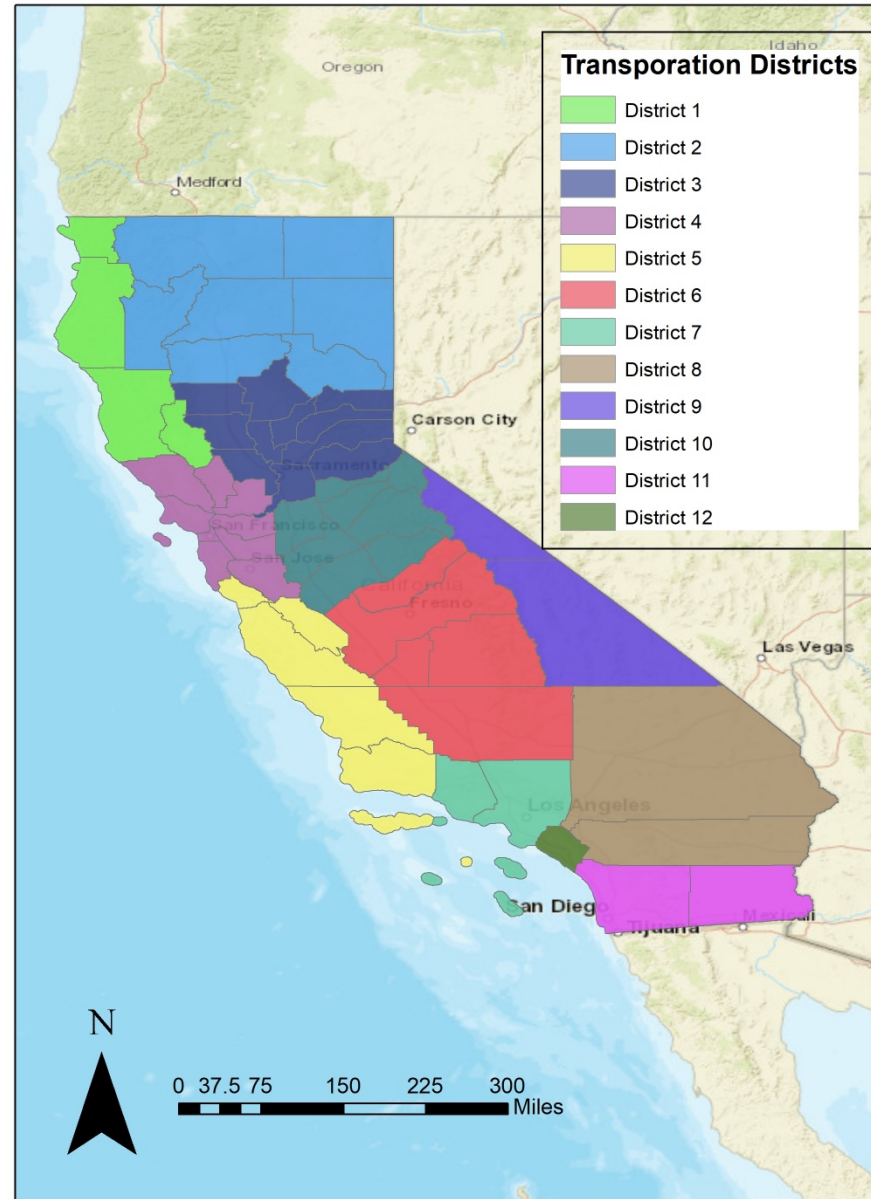 Idaho
Oregon
Transporation Districts
District 1
District 2
District 3
District 4
District 5
District 6
District 7
District 8
District 9
District 10
District 11
District 12
Medford
Carson City
Sacramento
San Francisco
San Jose
California
Fresno
Las Vegas
Los Angeles
San Diego
Tijuana
Mexicali
N
0 37.5 75 150 225 300
Miles